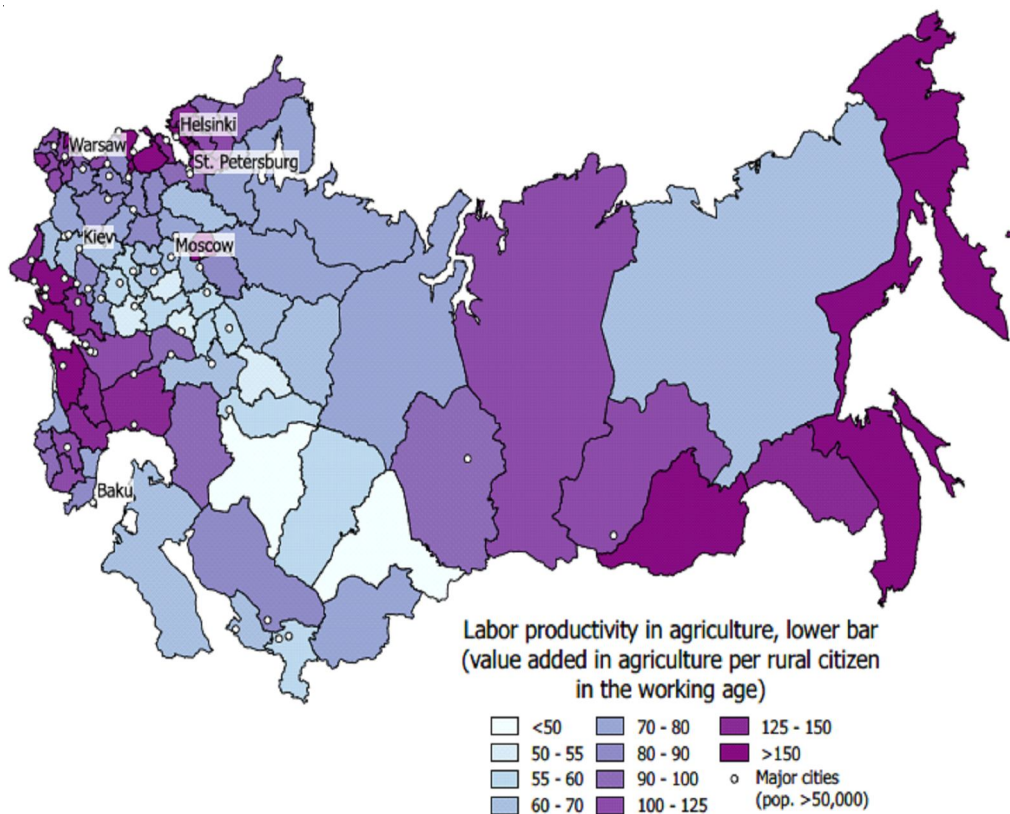 Helsinki
Warsaw
St. Petersburg
Kiev
Moscow
Baku
Labor productivity in agriculture, lower bar
(value added in agriculture per rural citizen
in the working age)
<50
50 - 55
55 - 60
60 - 70
70 - 80
80 - 90
90 - 100
100 - 125
125 - 150
>150
Major cities
(pop. >50,000)